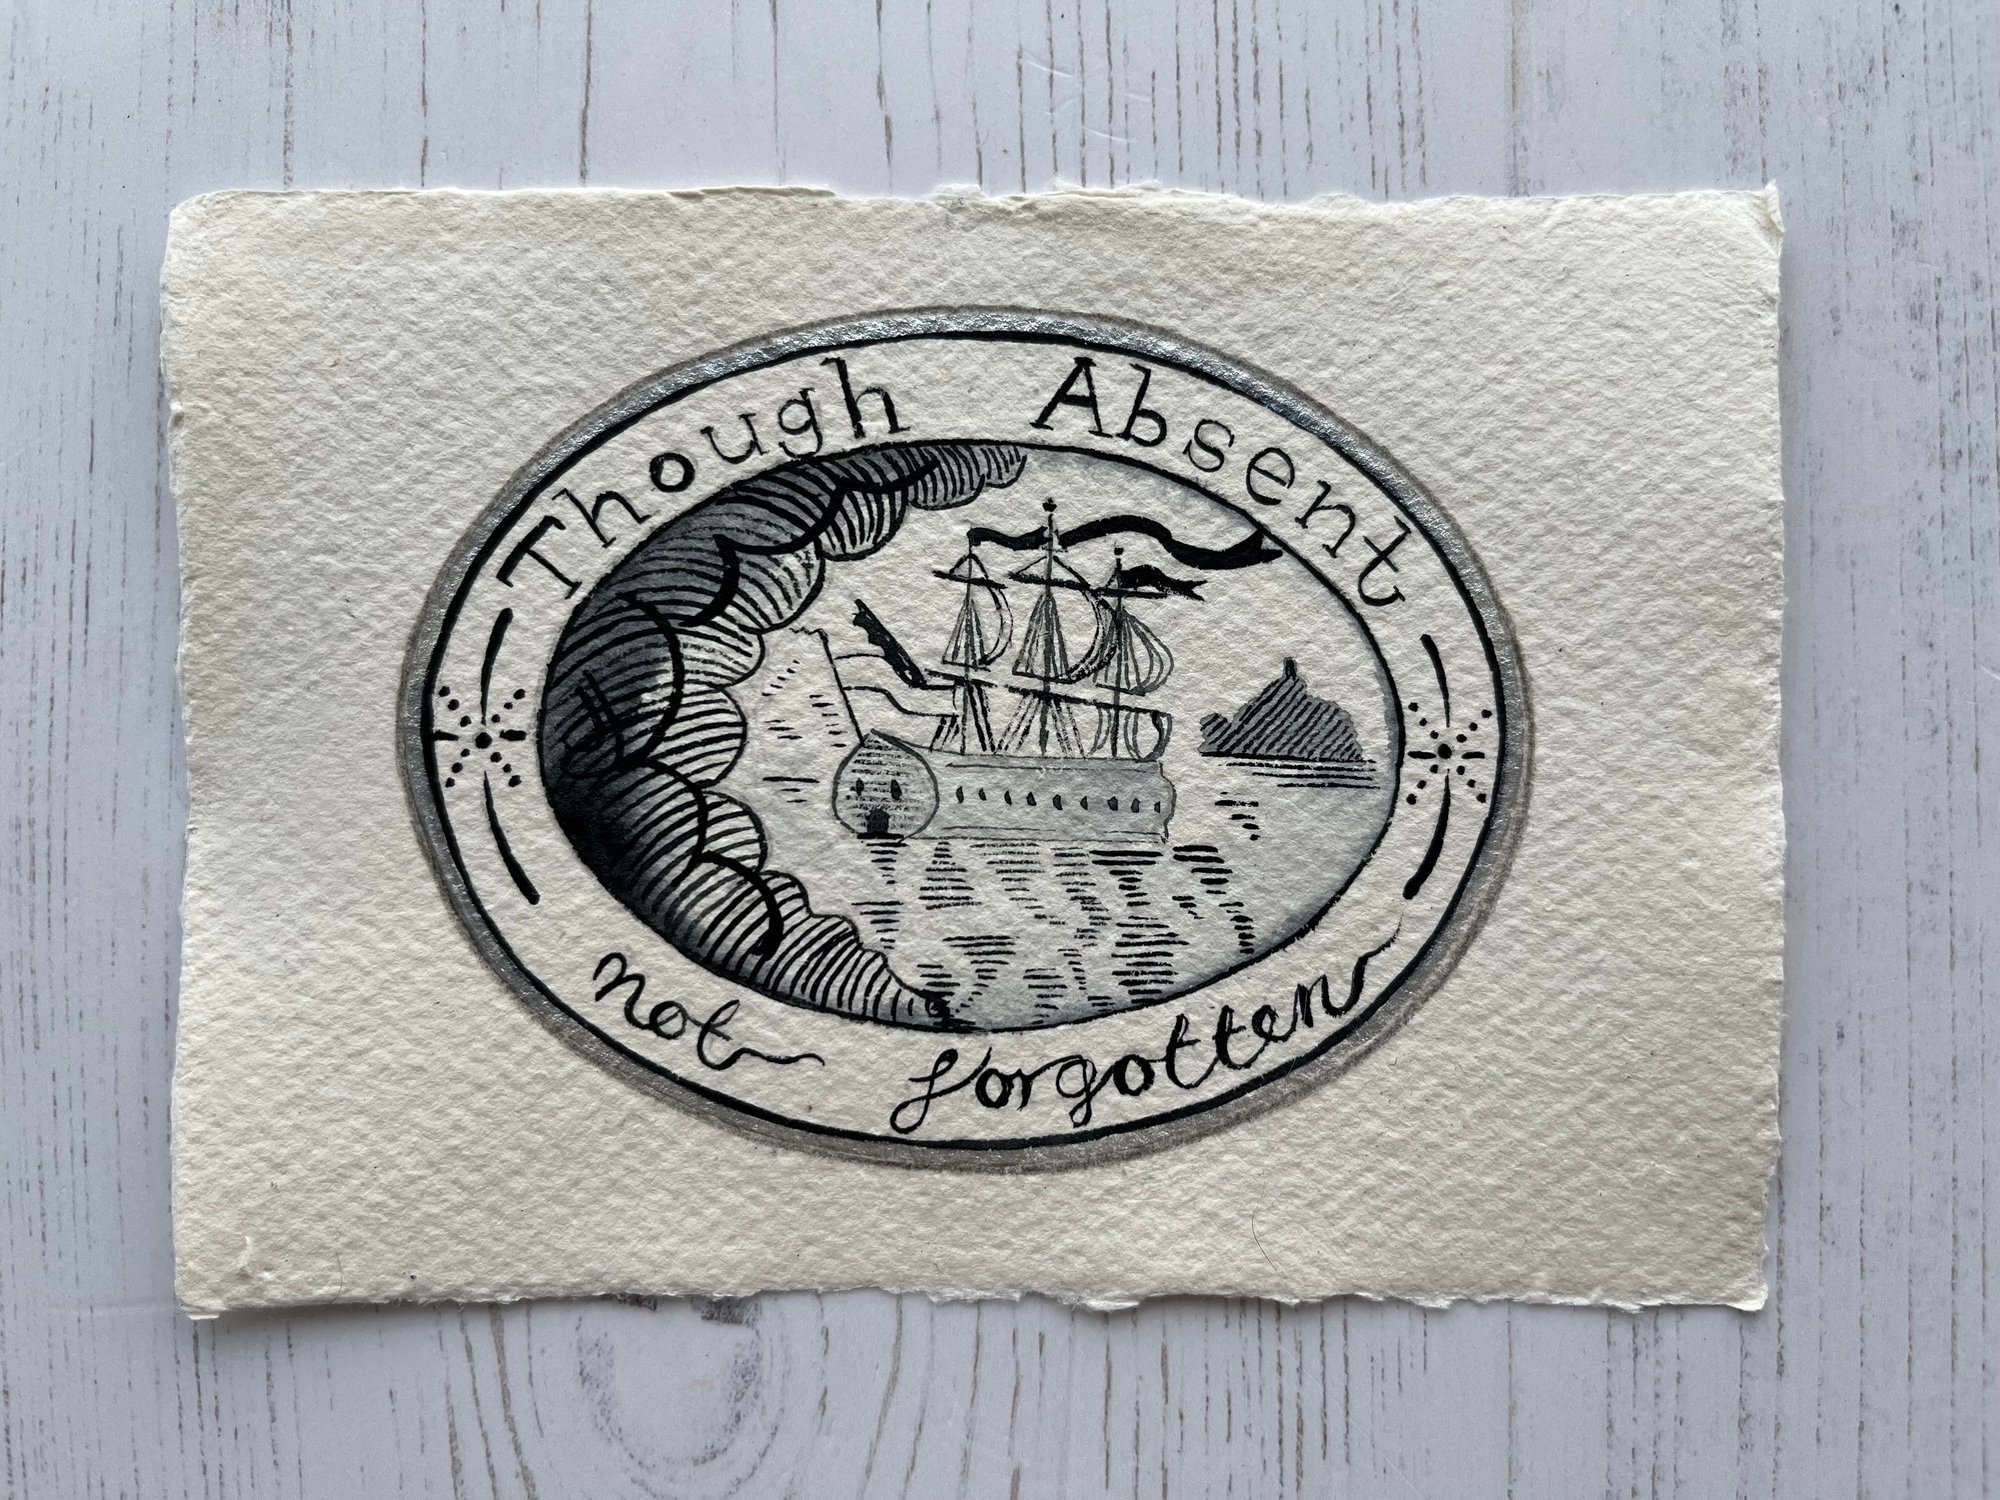 Though Absent
not forgotten